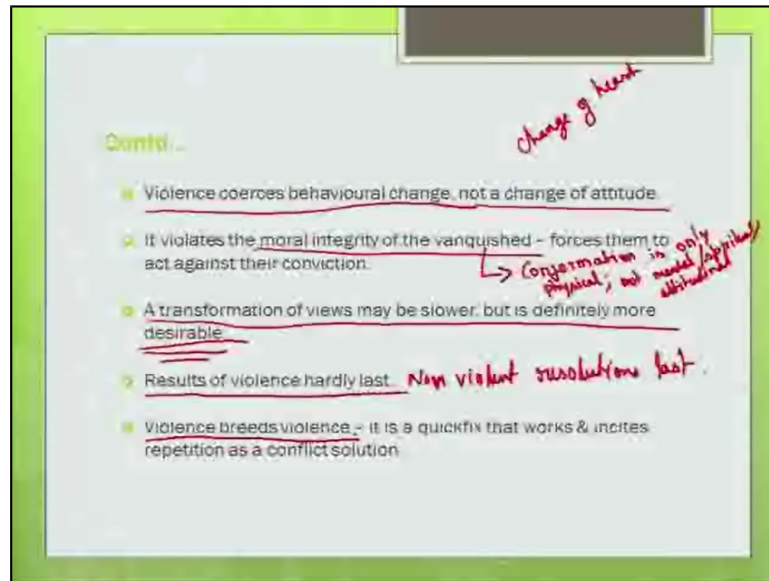 change of heart
Contd...
Violence coerces behavioural change, not a change of attitude.
It violates the moral integrity of the vanquished – forces them to
act against their conviction.
Conformation is only
physical; not mental/spiritual/
attitudinal
A transformation of views may be slower, but is definitely more
desirable.
Results of violence hardly last. Non violent resolutions last.
Violence breeds violence – it is a quickfix that works & incites
repetition as a conflict solution